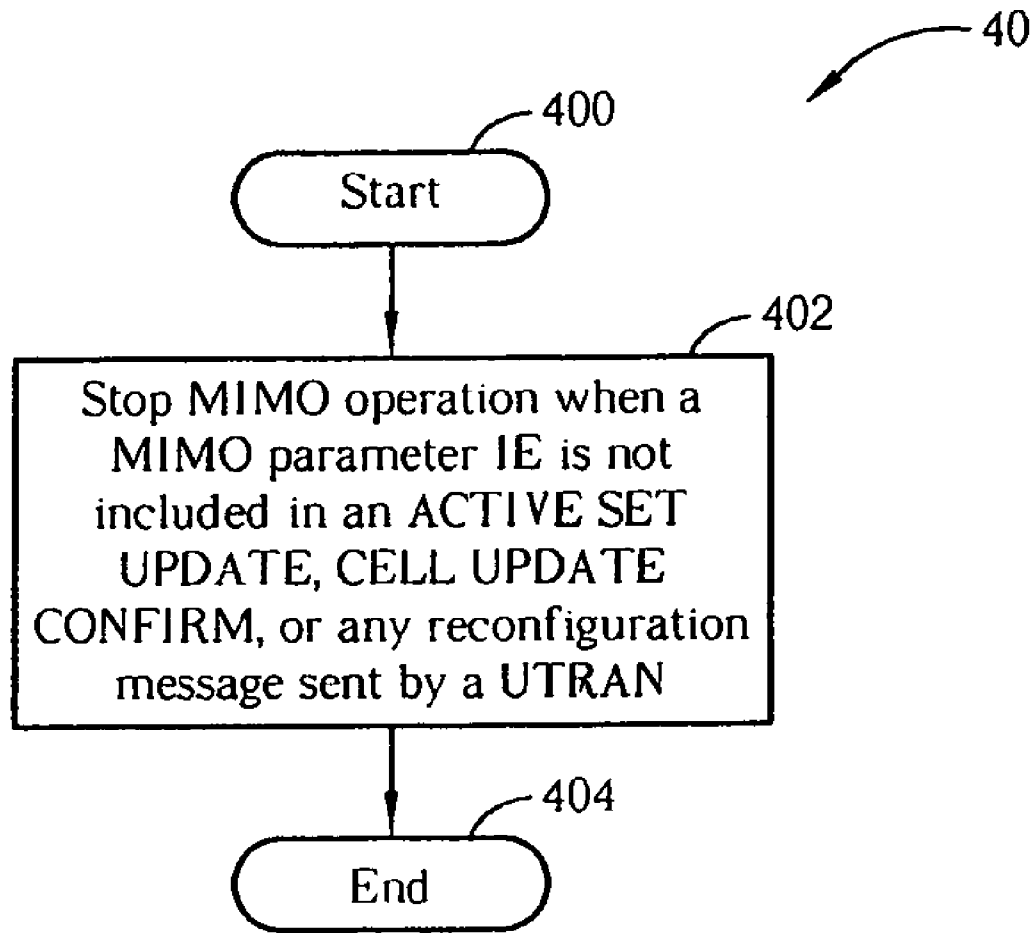 40
400
Start
402
Stop MIMO operation when a
MIMO parameter IE is not
included in an ACTIVE SET
UPDATE, CELL UPDATE
CONFIRM, or any reconfiguration
message sent by a UTRAN
404
End